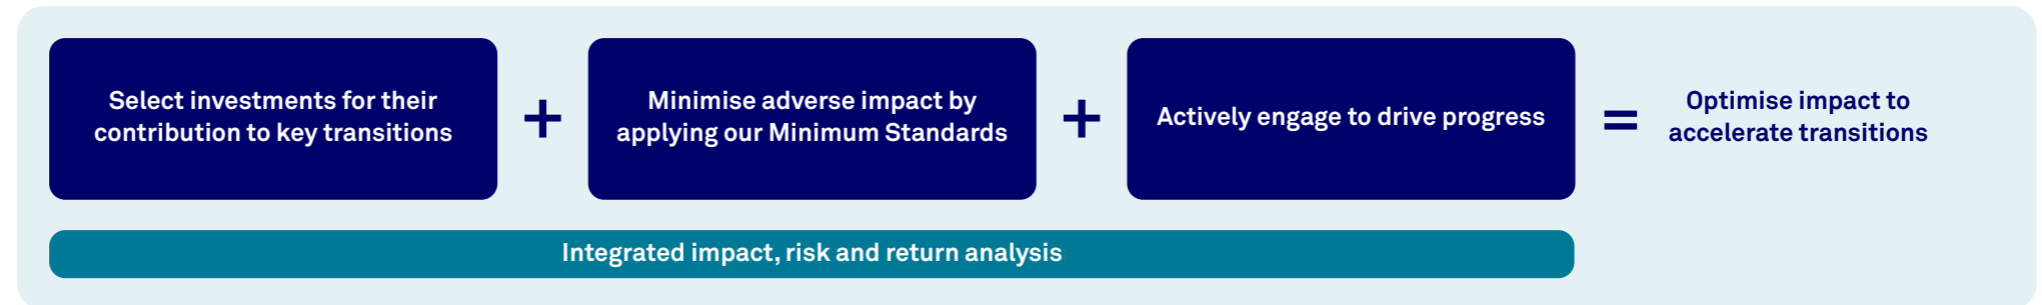 Select investments for their
contribution to key transitions
+
Minimise adverse impact by
applying our Minimum Standards
+
Actively engage to drive progress
=
Optimise impact to
accelerate transitions
Integrated impact, risk and return analysis